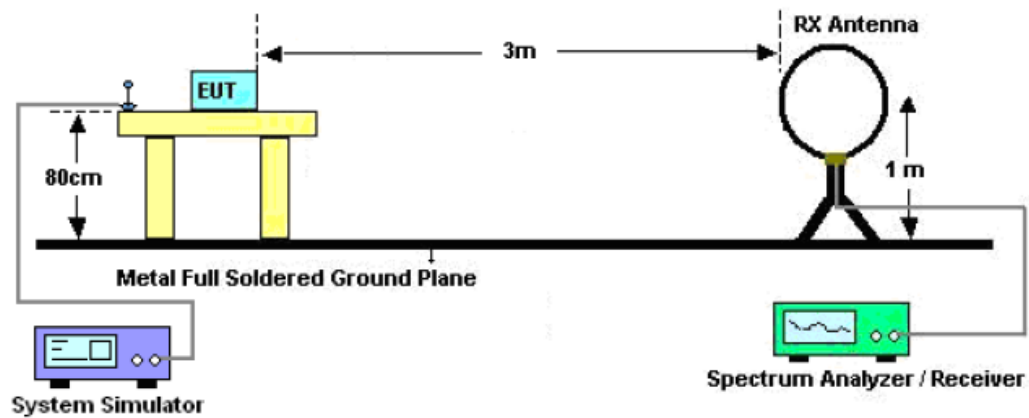 RX Antenna
3m
EUT
80cm
1 m
Metal Full Soldered Ground Plane
Spectrum Analyzer / Receiver
System Simulator